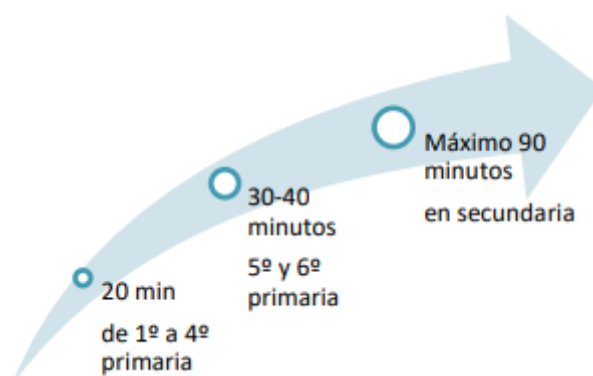 20 min
de 1º a 4º
primaria
30-40
minutos
5º y 6º
primaria
Máximo 90
minutos
en secundaria